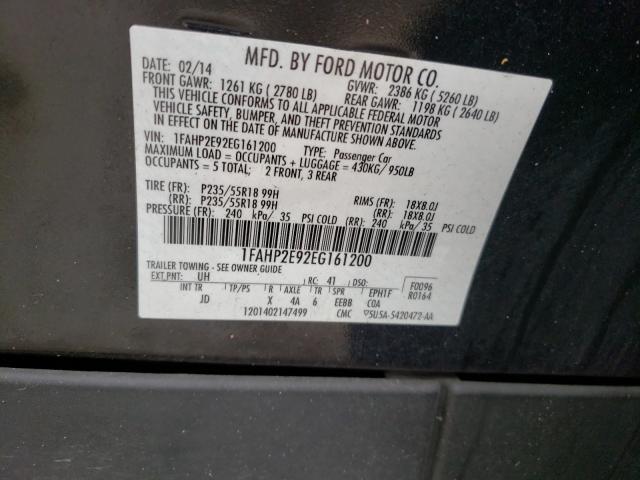 MFD. BY FORD MOTOR CO.
DATE: 02/14 GVWR: 2386 KG ( 5260 LB)
FRONT GAWR: 1261 KG ( 2780 LB) REAR GAWR: 1198 KG ( 2640 LB)
THIS VEHICLE CONFORMS TO ALL APPLICABLE FEDERAL MOTOR
VEHICLE SAFETY, BUMPER, AND THEFT PREVENTION STANDARDS
IN EFFECT ON THE DATE OF MANUFACTURE SHOWN ABOVE.
VIN: 1FAHP2E92EG161200 TYPE: Passenger Car
MAXIMUM LOAD = OCCUPANTS + LUGGAGE = 430KG/ 950LB
OCCUPANTS = 5 TOTAL; 2 FRONT, 3 REAR
TIRE (FR): P235/55R18 99H RIMS (FR): 18X8.0J
(RR): P235/55R18 99H (RR): 18X8.0J
PRESSURE (FR): 240 kPa/ 35 PSI COLD (RR): 240 kPa/ 35 PSI COLD
1FAHP2E92EG161200
TRAILER TOWING - SEE OWNER GUIDE
EXT PNT: UH RC: 41 DSO: F0096
INT TR TP/PS R AXLE TR SPR EPH1F R0164
JD X 4A 6 EEBB COA
1201402147499 CMC ▽5U5A-5420472-AA